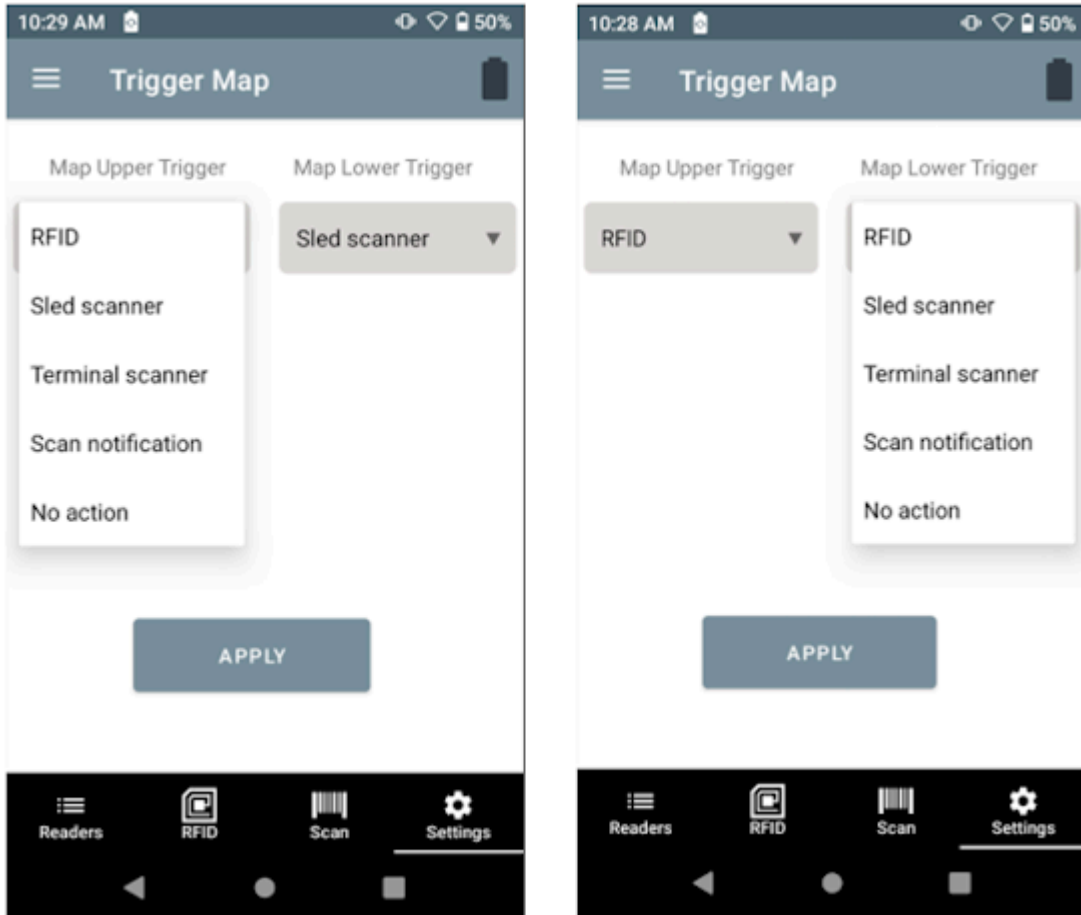 10:29 AM 50%
Trigger Map
Map Upper Trigger Map Lower Trigger
RFID
Sled scanner
Terminal scanner
Scan notification
No action
Sled scanner
APPLY
Readers RFID Scan Settings
10:28 AM 50%
Trigger Map
Map Upper Trigger Map Lower Trigger
RFID
RFID
Sled scanner
Terminal scanner
Scan notification
No action
APPLY
Readers RFID Scan Settings